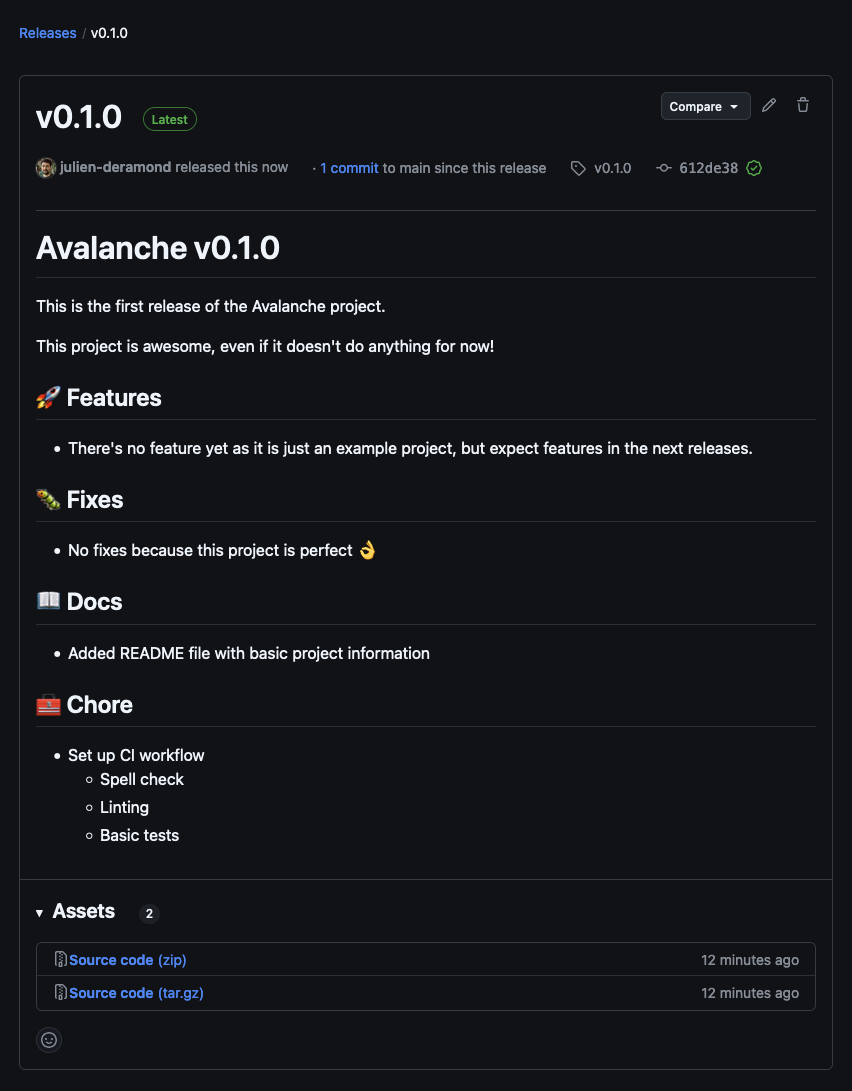 Releases / v0.1.0
v0.1.0 Latest Compare
julien-deramond released this now · 1 commit to main since this release v0.1.0 612de38
Avalanche v0.1.0
This is the first release of the Avalanche project.
This project is awesome, even if it doesn't do anything for now!
🚀 Features
• There's no feature yet as it is just an example project, but expect features in the next releases.
🐛 Fixes
• No fixes because this project is perfect 👌
📖 Docs
• Added README file with basic project information
🧰 Chore
• Set up CI workflow
◦ Spell check
◦ Linting
◦ Basic tests
Assets 2
Source code (zip) 12 minutes ago
Source code (tar.gz) 12 minutes ago